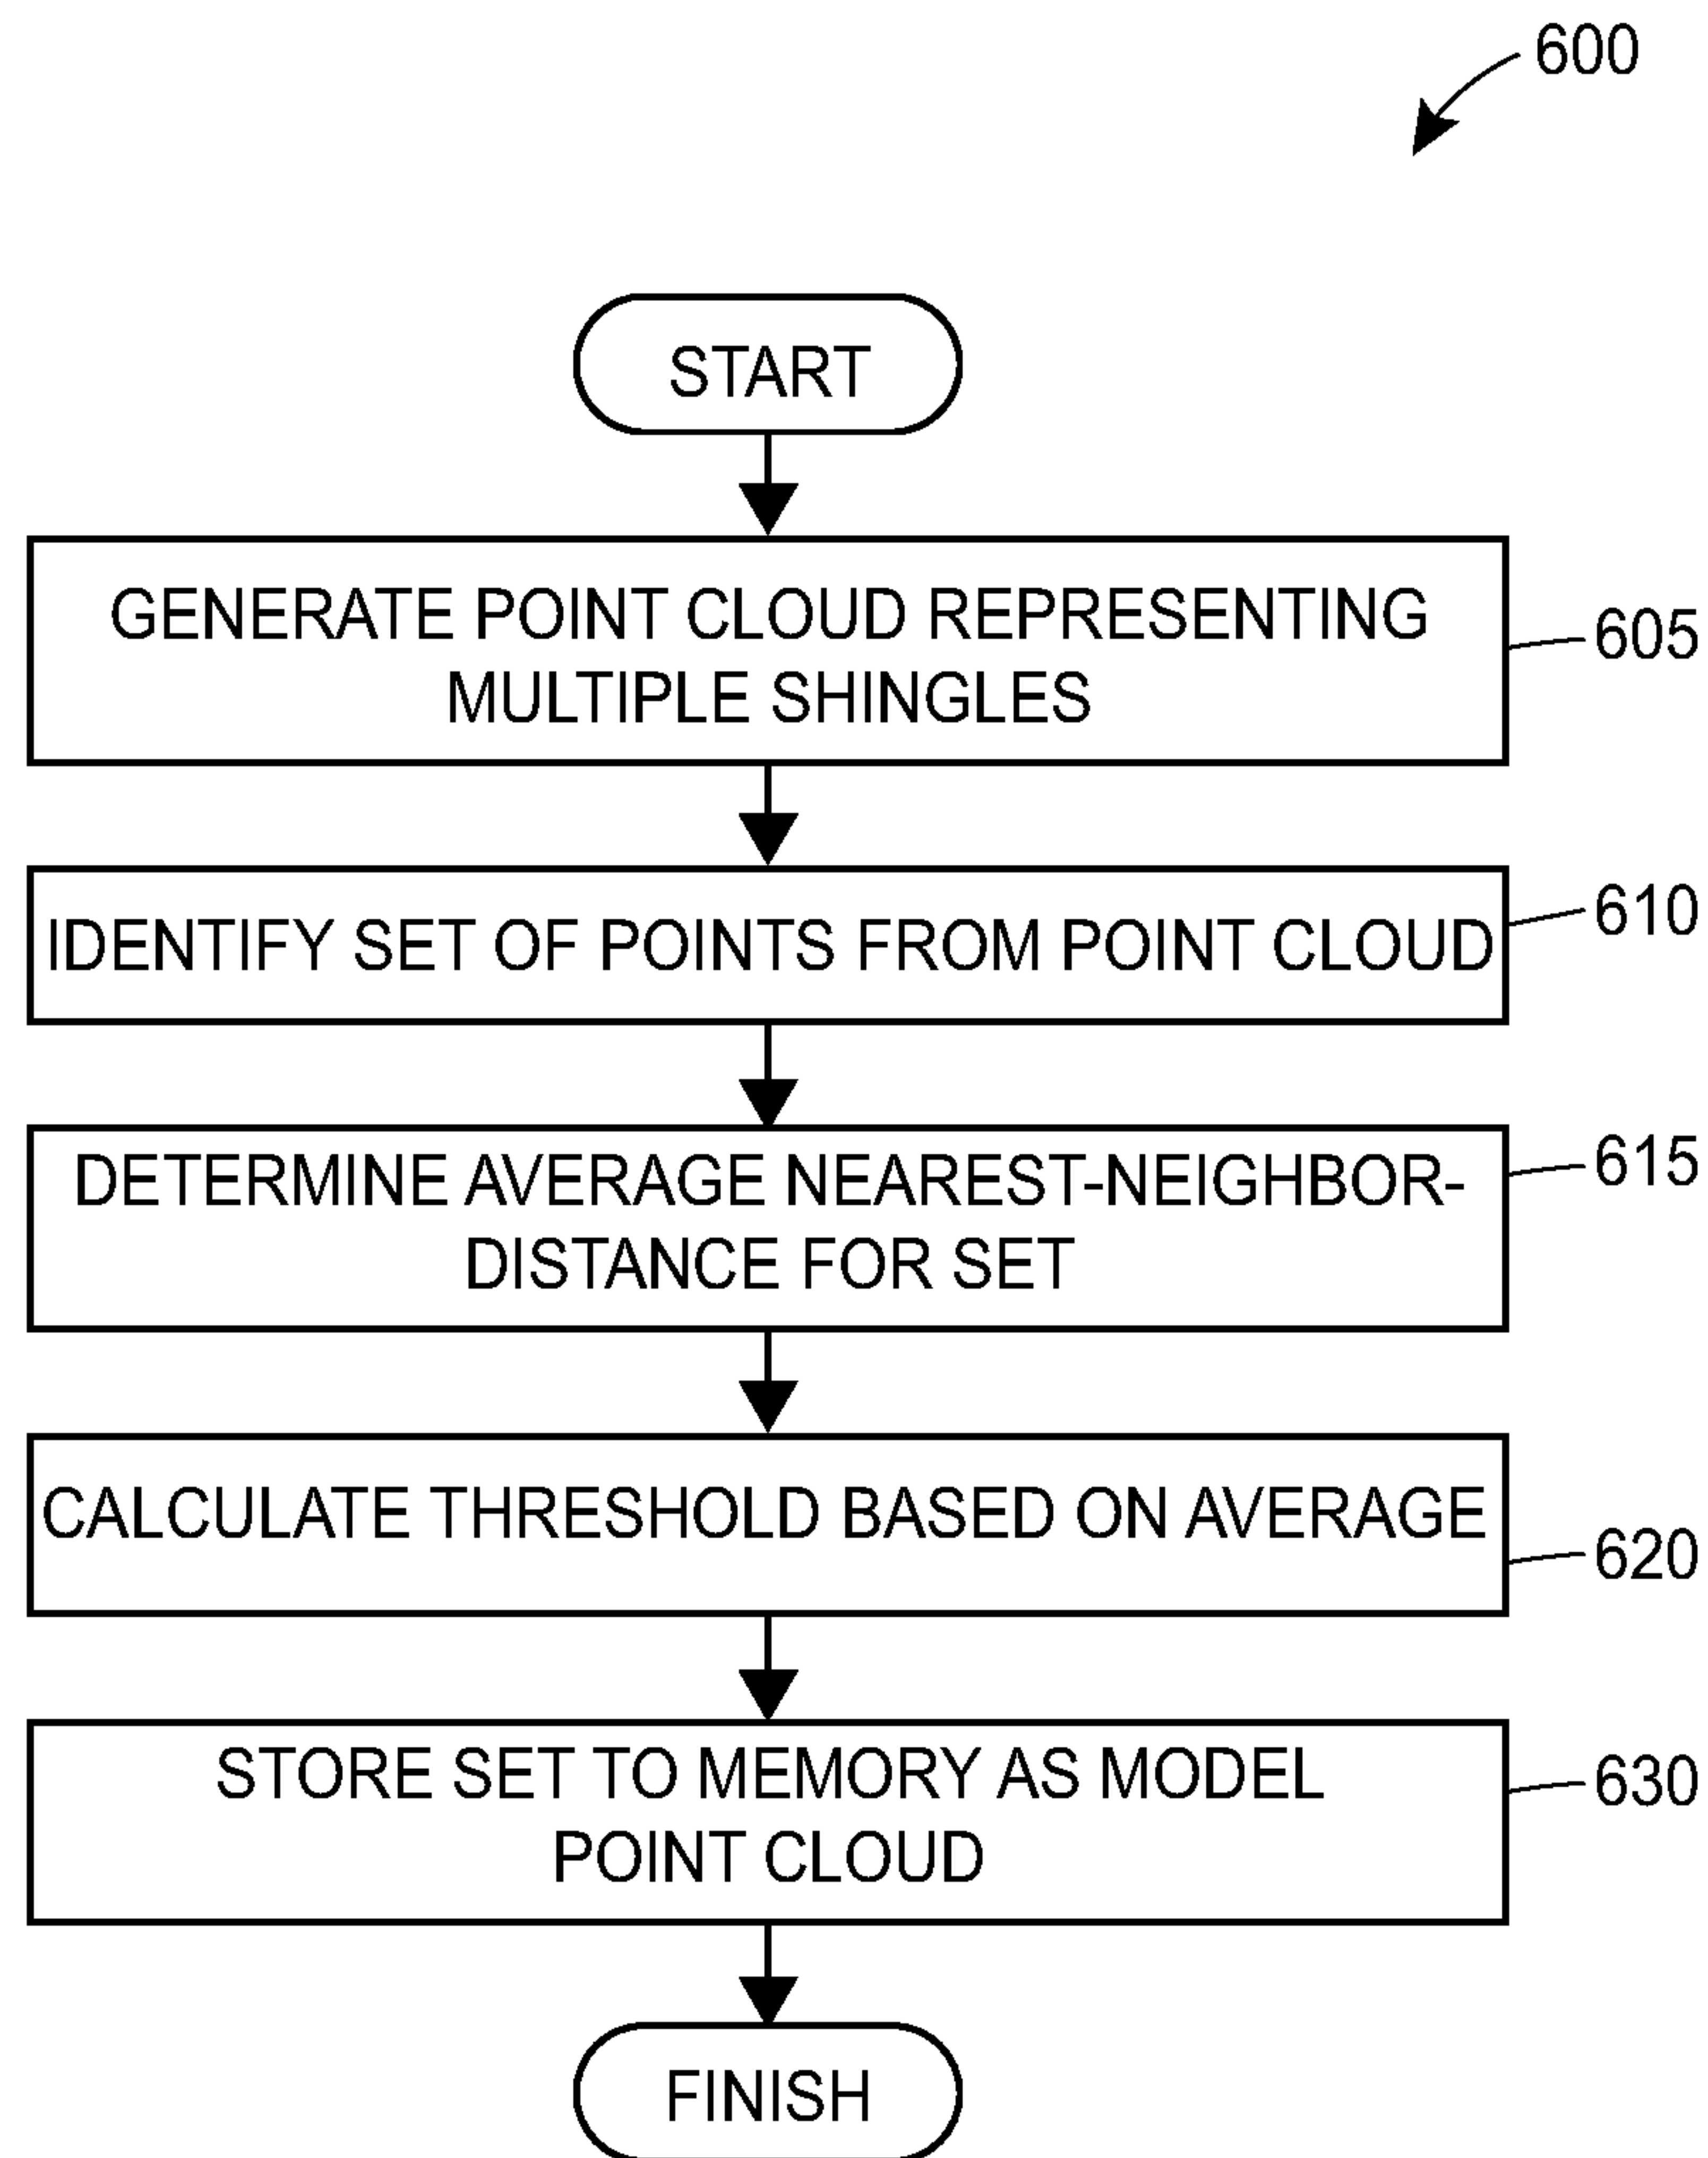 600
START
GENERATE POINT CLOUD REPRESENTING
MULTIPLE SHINGLES
605
IDENTIFY SET OF POINTS FROM POINT CLOUD
610
DETERMINE AVERAGE NEAREST-NEIGHBOR-
DISTANCE FOR SET
615
CALCULATE THRESHOLD BASED ON AVERAGE
620
STORE SET TO MEMORY AS MODEL
POINT CLOUD
630
FINISH